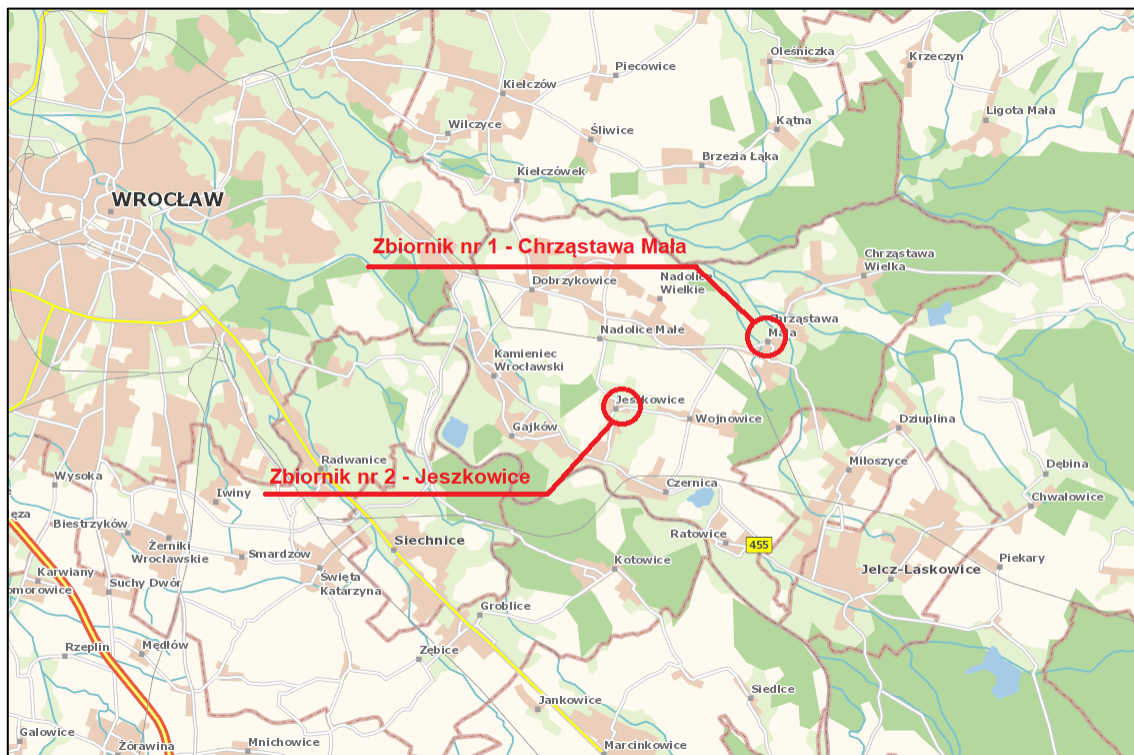 Oleśniczka
Krzeczyn
Piecowice
Kiełczów
Ligota Mała
Kątna
Wilczyce
Śliwice
Brzezia Łąka
Kiełczówek
WROCŁAW
Zbiornik nr 1 - Chrząstawa Mała
Chrząstawa
Wielka
Dobrzykowice
Nadolice
Wielkie
Chrząstawa
Mała
Nadolice Małe
Kamieniec
Wrocławski
Jeszkowice
Wojnowice
Dziuplina
Gajków
Radwanice
Miłoszyce
Dębina
Wysoka
Zbiornik nr 2 - Jeszkowice
Czernica
Iwiny
Chwałowice
ęza
Biestrzyków
Żerniki
Wrocławskie
Siechnice
Ratowice
455
Smardzów
Kotowice
Piekary
Jelcz-Laskowice
Karwiany
Suchy Dwór
omorowice
Święta
Katarzyna
Groblice
Rzeplin
Mędłów
Zębice
Siedlce
Jankowice
Galowice
Żórawina
Mnichowice
Marcinkowice